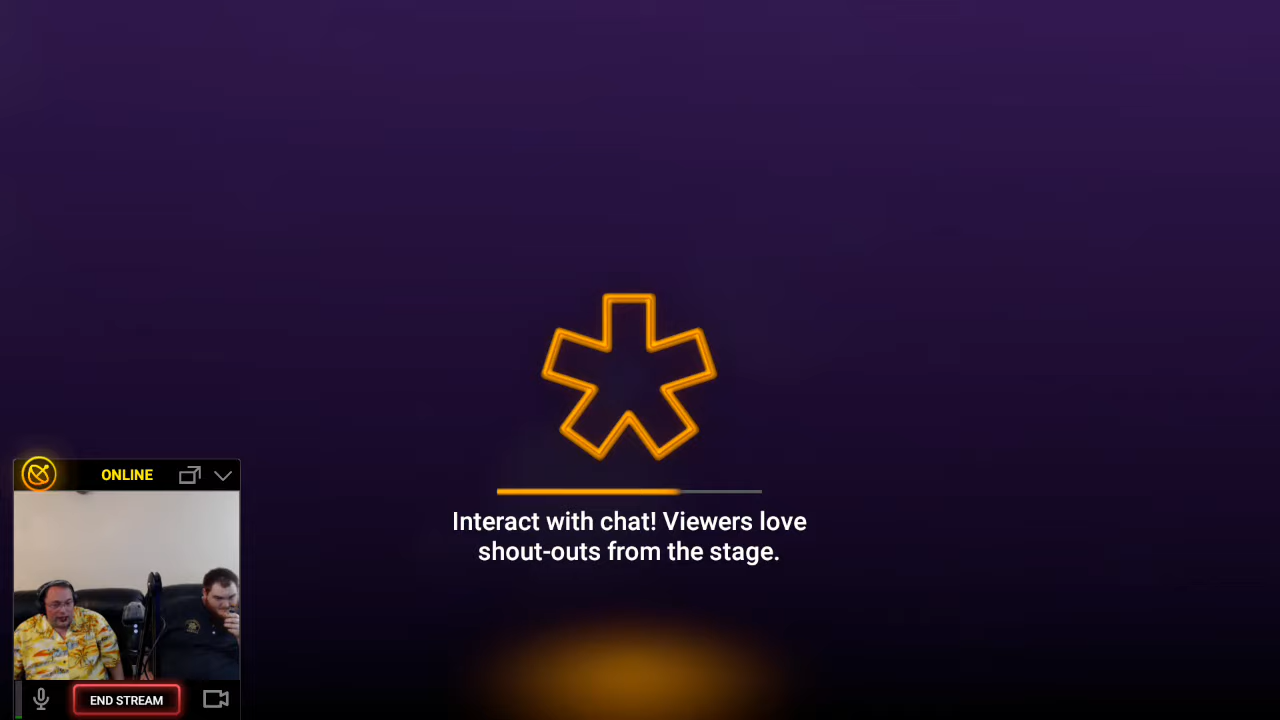 Interact with chat! Viewers love
shout-outs from the stage.
ONLINE
END STREAM